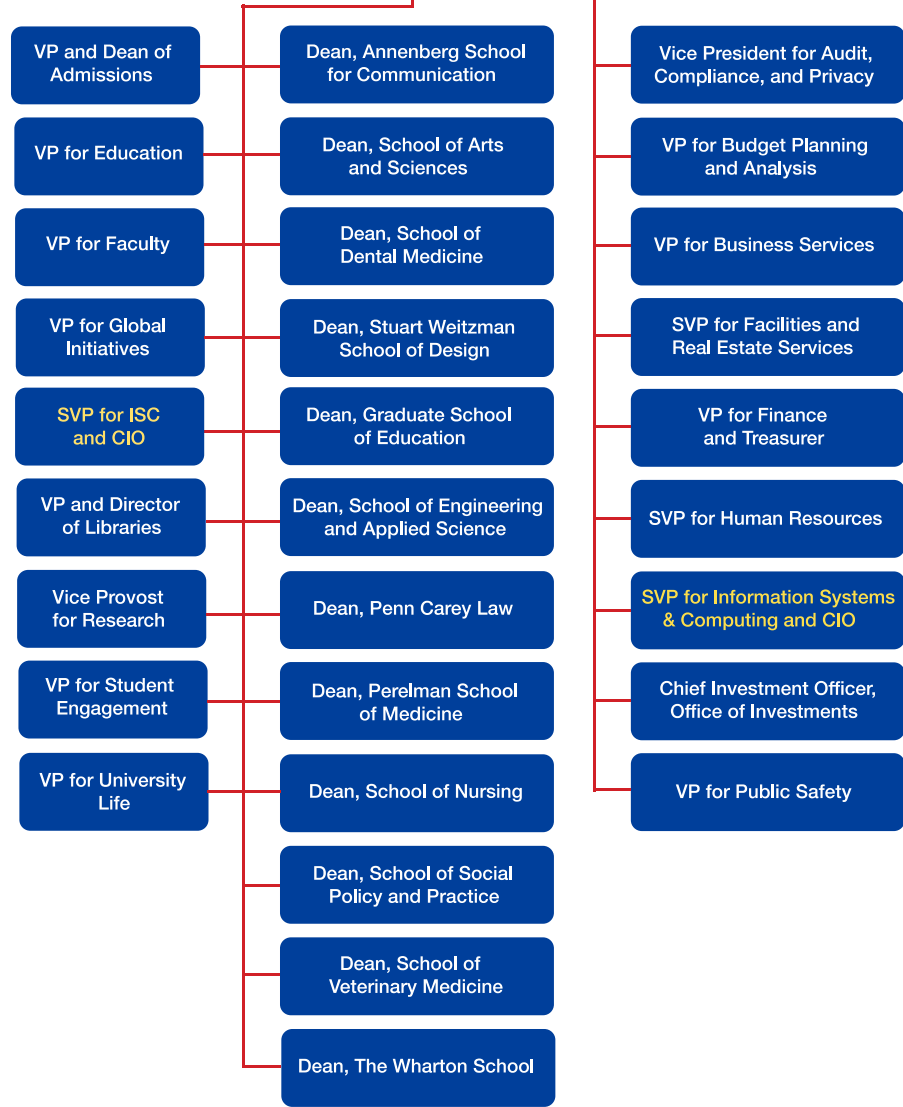 VP and Dean of
Admissions
VP for Education
VP for Faculty
VP for Global
Initiatives
SVP for ISC
and CIO
VP and Director
of Libraries
Vice Provost
for Research
VP for Student
Engagement
VP for University
Life
Dean, Annenberg School
for Communication
Dean, School of Arts
and Sciences
Dean, School of
Dental Medicine
Dean, Stuart Weitzman
School of Design
Dean, Graduate School
of Education
Dean, School of Engineering
and Applied Science
Dean, Penn Carey Law
Dean, Perelman School
of Medicine
Dean, School of Nursing
Dean, School of Social
Policy and Practice
Dean, School of
Veterinary Medicine
Dean, The Wharton School
Vice President for Audit,
Compliance, and Privacy
VP for Budget Planning
and Analysis
VP for Business Services
SVP for Facilities and
Real Estate Services
VP for Finance
and Treasurer
SVP for Human Resources
SVP for Information Systems
& Computing and CIO
Chief Investment Officer,
Office of Investments
VP for Public Safety